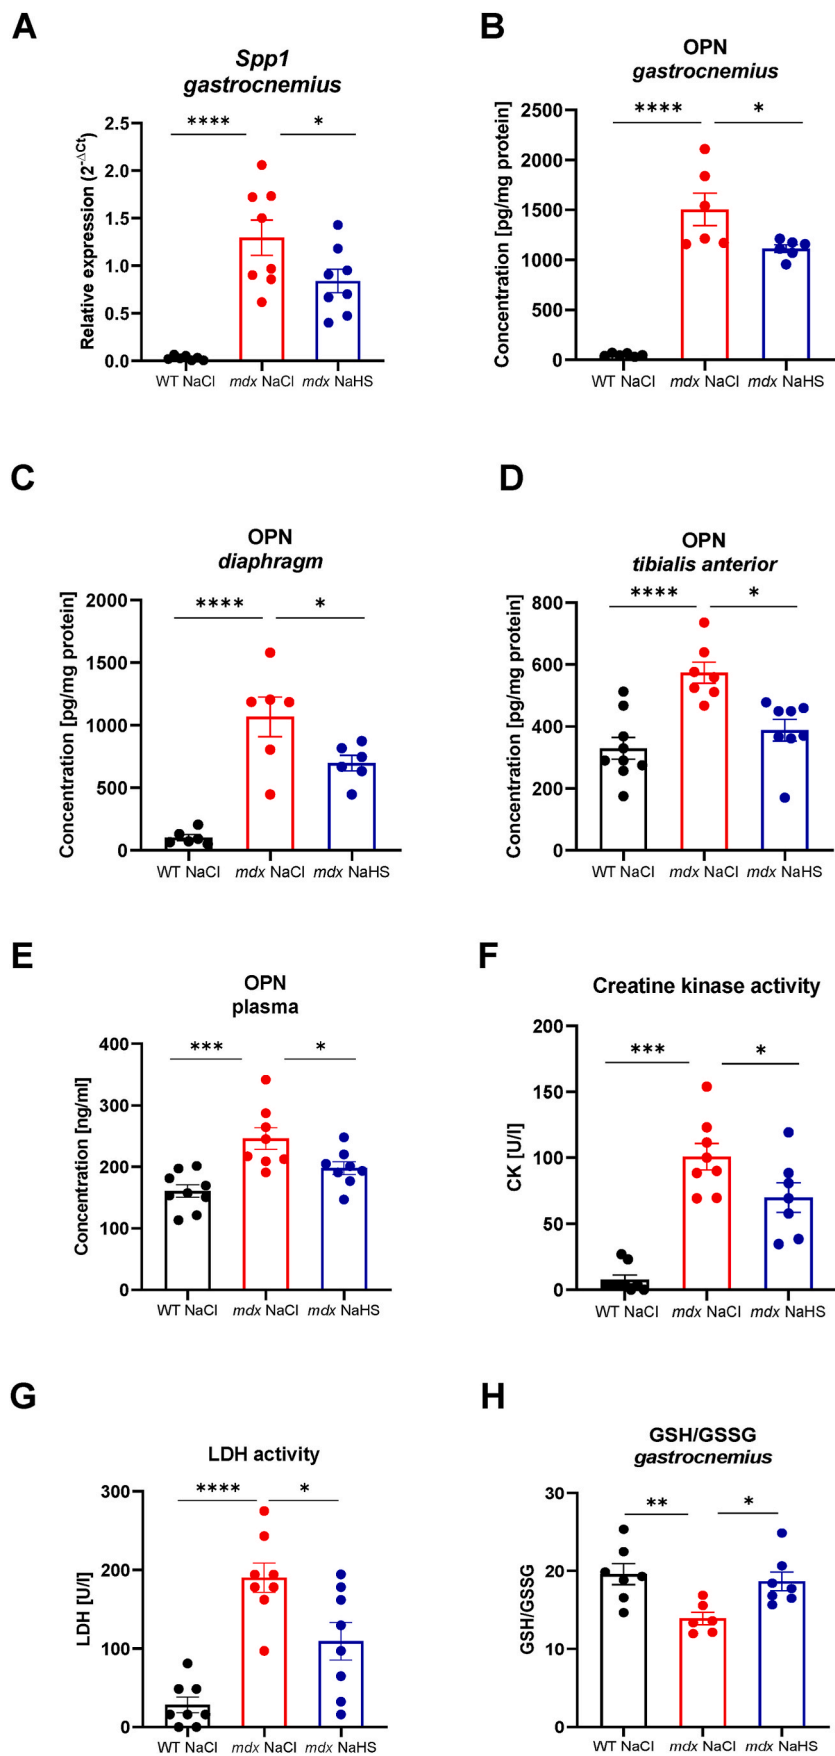 A
Spp1
gastrocnemius
Relative expression (2^-ΔCt)
2.5
2.0
1.5
1.0
0.5
0.0
**** *
WT NaCl mdx NaCl mdx NaHS
B
OPN
gastrocnemius
Concentration [pg/mg protein]
2500
2000
1500
1000
500
0
**** *
WT NaCl mdx NaCl mdx NaHS
C
OPN
diaphragm
Concentration [pg/mg protein]
2000
1500
1000
500
0
**** *
WT NaCl mdx NaCl mdx NaHS
D
OPN
tibialis anterior
Concentration [pg/mg protein]
800
600
400
200
0
**** *
WT NaCl mdx NaCl mdx NaHS
E
OPN
plasma
Concentration [ng/ml]
400
300
200
100
0
*** *
WT NaCl mdx NaCl mdx NaHS
F
Creatine kinase activity
CK [U/l]
200
150
100
50
0
*** *
WT NaCl mdx NaCl mdx NaHS
G
LDH activity
LDH [U/l]
300
200
100
0
**** *
WT NaCl mdx NaCl mdx NaHS
H
GSH/GSSG
gastrocnemius
GSH/GSSG
30
20
10
0
** *
WT NaCl mdx NaCl mdx NaHS